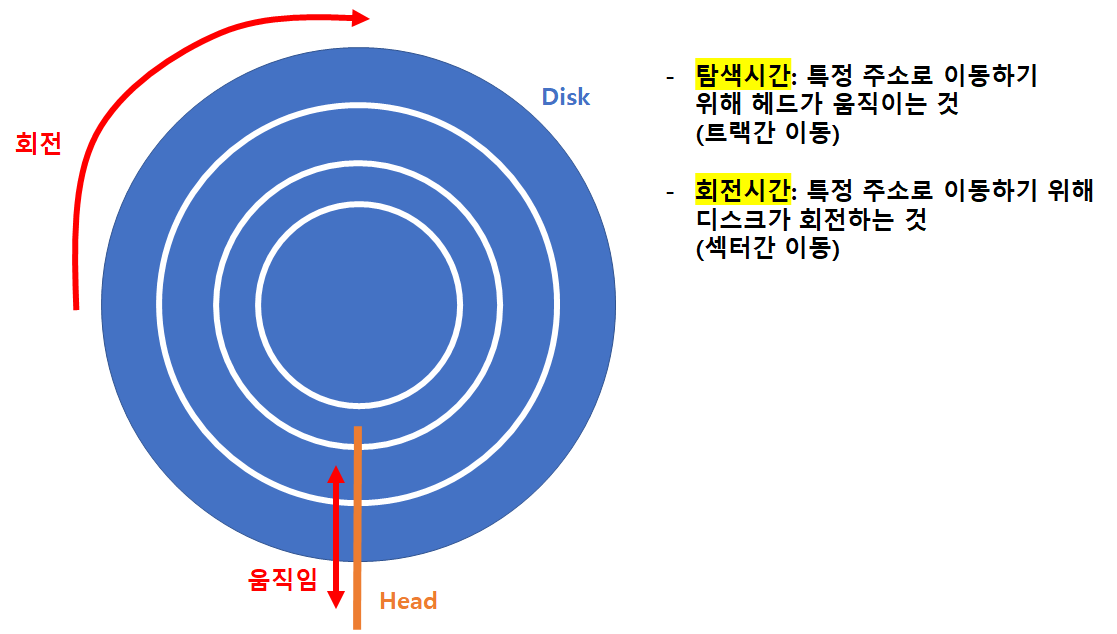 회전
Disk
- 탐색시간: 특정 주소로 이동하기
위해 헤드가 움직이는 것
(트랙간 이동)
- 회전시간: 특정 주소로 이동하기 위해
디스크가 회전하는 것
(섹터간 이동)
움직임
Head